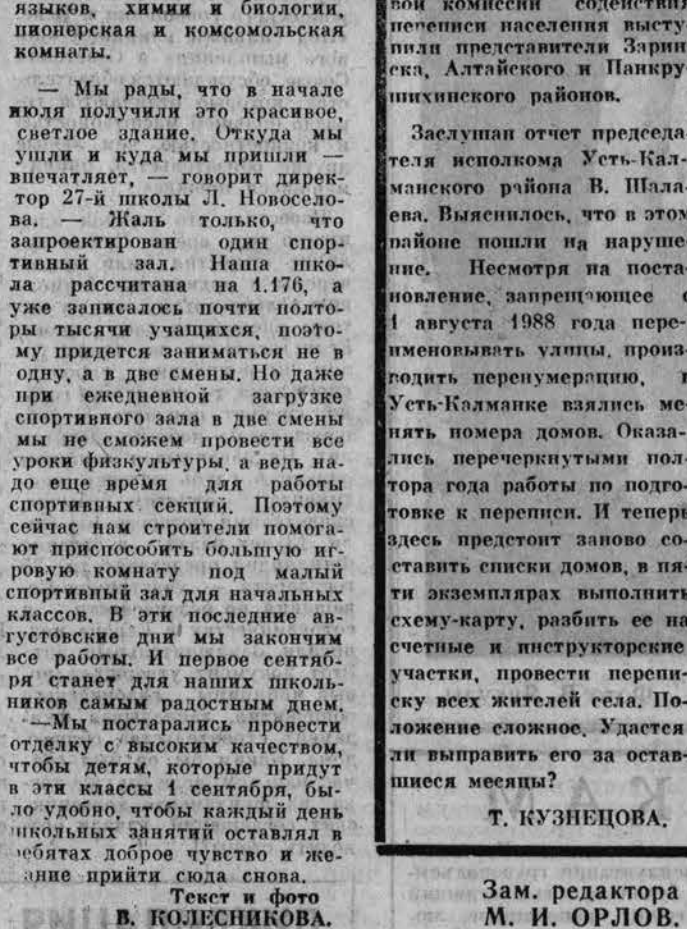 языков, химии и биологии,
пионерская и комсомольская
комнаты.
— Мы рады, что в начале
июля получили это красивое,
светлое здание. Откуда мы
ушли и куда мы пришли —
впечатляет, — говорит дирек-
тор 27-й школы Л. Новосело-
ва. — Жаль только, что
запроектирован один спор-
тивный зал. Наша шко-
ла рассчитана на 1.176, а
уже записалось почти полто-
ры тысячи учащихся, поэто-
му придется заниматься не в
одну, а в две смены. Но даже
при ежедневной загрузке
спортивного зала в две смены
мы не сможем провести все
уроки физкультуры, а ведь на-
до еще время для работы
спортивных секций. Поэтому
сейчас нам строители помога-
ют приспособить большую иг-
ровую комнату под малый
спортивный зал для начальных
классов. В эти последние ав-
густовские дни мы закончим
все работы. И первое сентяб-
ря станет для наших школь-
ников самым радостным днем.
—Мы постарались провести
отделку с высоким качеством,
чтобы детям, которые придут
в эти классы 1 сентября, бы-
ло удобно, чтобы каждый день
школьных занятий оставлял в
ребятах доброе чувство и же-
ание прийти сюда снова.
Текст и фото
В. КОЛЕСНИКОВА.
вой комиссии содействия
переписи населения высту-
пили представители Зарин-
ска, Алтайского и Панкру-
шихинского районов.
Заслушан отчет председа-
теля исполкома Усть-Кал-
манского района В. Шала-
ева. Выяснилось, что в этом
районе пошли на наруше-
ние. Несмотря на поста-
новление, запрещающее с
1 августа 1988 года пере-
именовывать улицы, произ-
водить перенумерацию, в
Усть-Калманке взялись ме-
нять номера домов. Оказа-
лись перечеркнутыми пол-
тора года работы по подго-
товке к переписи. И теперь
здесь предстоит заново со-
ставить списки домов, в пя-
ти экземплярах выполнить
схему-карту, разбить ее на
счетные и инструкторские
участки, провести перепи-
ску всех жителей села. По-
ложение сложное. Удастся
ли выправить его за остав-
шиеся месяцы?
Т. КУЗНЕЦОВА.
Зам. редактора
М. И. ОРЛОВ.